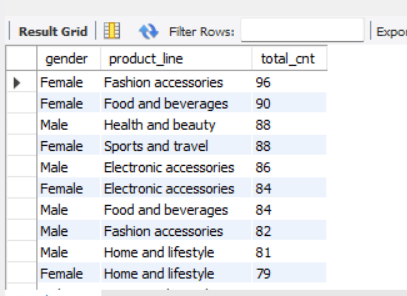 Result Grid Filter Rows: Expor
gender product_line total_cnt
Female Fashion accessories 96
Female Food and beverages 90
Male Health and beauty 88
Female Sports and travel 88
Male Electronic accessories 86
Female Electronic accessories 84
Male Food and beverages 84
Male Fashion accessories 82
Male Home and lifestyle 81
Female Home and lifestyle 79